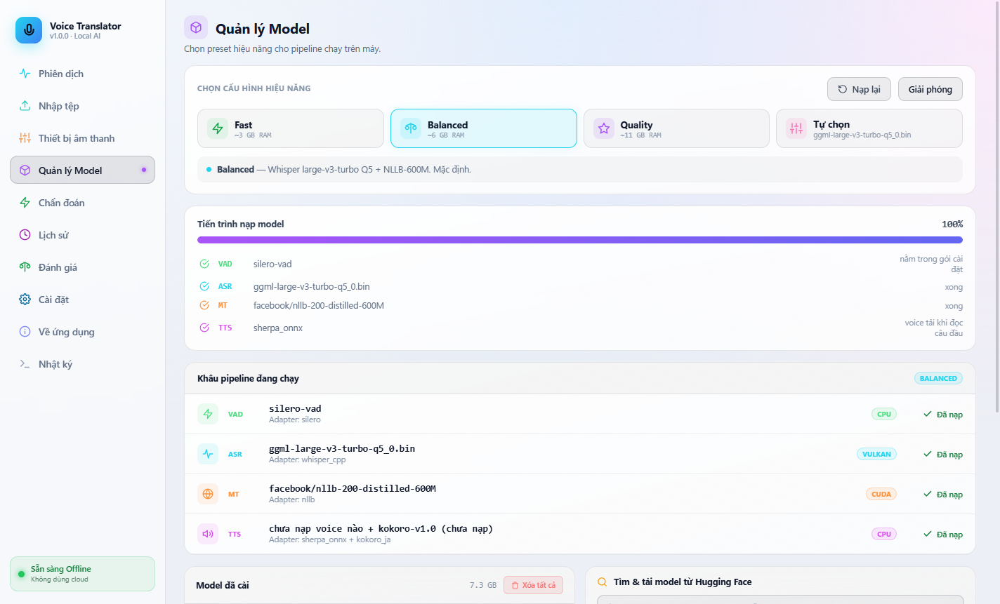 Voice Translator
v1.0.0 · Local AI
Phiên dịch
Nhập tệp
Thiết bị âm thanh
Quản lý Model
Chẩn đoán
Lịch sử
Đánh giá
Cài đặt
Về ứng dụng
Nhật ký
Sẵn sàng Offline
Không dùng cloud
Quản lý Model
Chọn preset hiệu năng cho pipeline chạy trên máy.
CHỌN CẤU HÌNH HIỆU NĂNG
Nạp lại
Giải phóng
Fast
~3 GB RAM
Balanced
~6 GB RAM
Quality
~11 GB RAM
Tự chọn
ggml-large-v3-turbo-q5_0.bin
Balanced — Whisper large-v3-turbo Q5 + NLLB-600M. Mặc định.
Tiến trình nạp model 100%
VAD silero-vad nằm trong gói cài
đặt
ASR ggml-large-v3-turbo-q5_0.bin xong
MT facebook/nllb-200-distilled-600M xong
TTS sherpa_onnx voice tải khi đọc
câu đầu
Khâu pipeline đang chạy BALANCED
VAD silero-vad CPU Đã nạp
Adapter: silero
ASR ggml-large-v3-turbo-q5_0.bin VULKAN Đã nạp
Adapter: whisper_cpp
MT facebook/nllb-200-distilled-600M CUDA Đã nạp
Adapter: nllb
TTS chưa nạp voice nào + kokoro-v1.0 (chưa nạp) CPU Đã nạp
Adapter: sherpa_onnx + kokoro_ja
Model đã cài 7.3 GB Xóa tất cả
Tìm & tải model từ Hugging Face